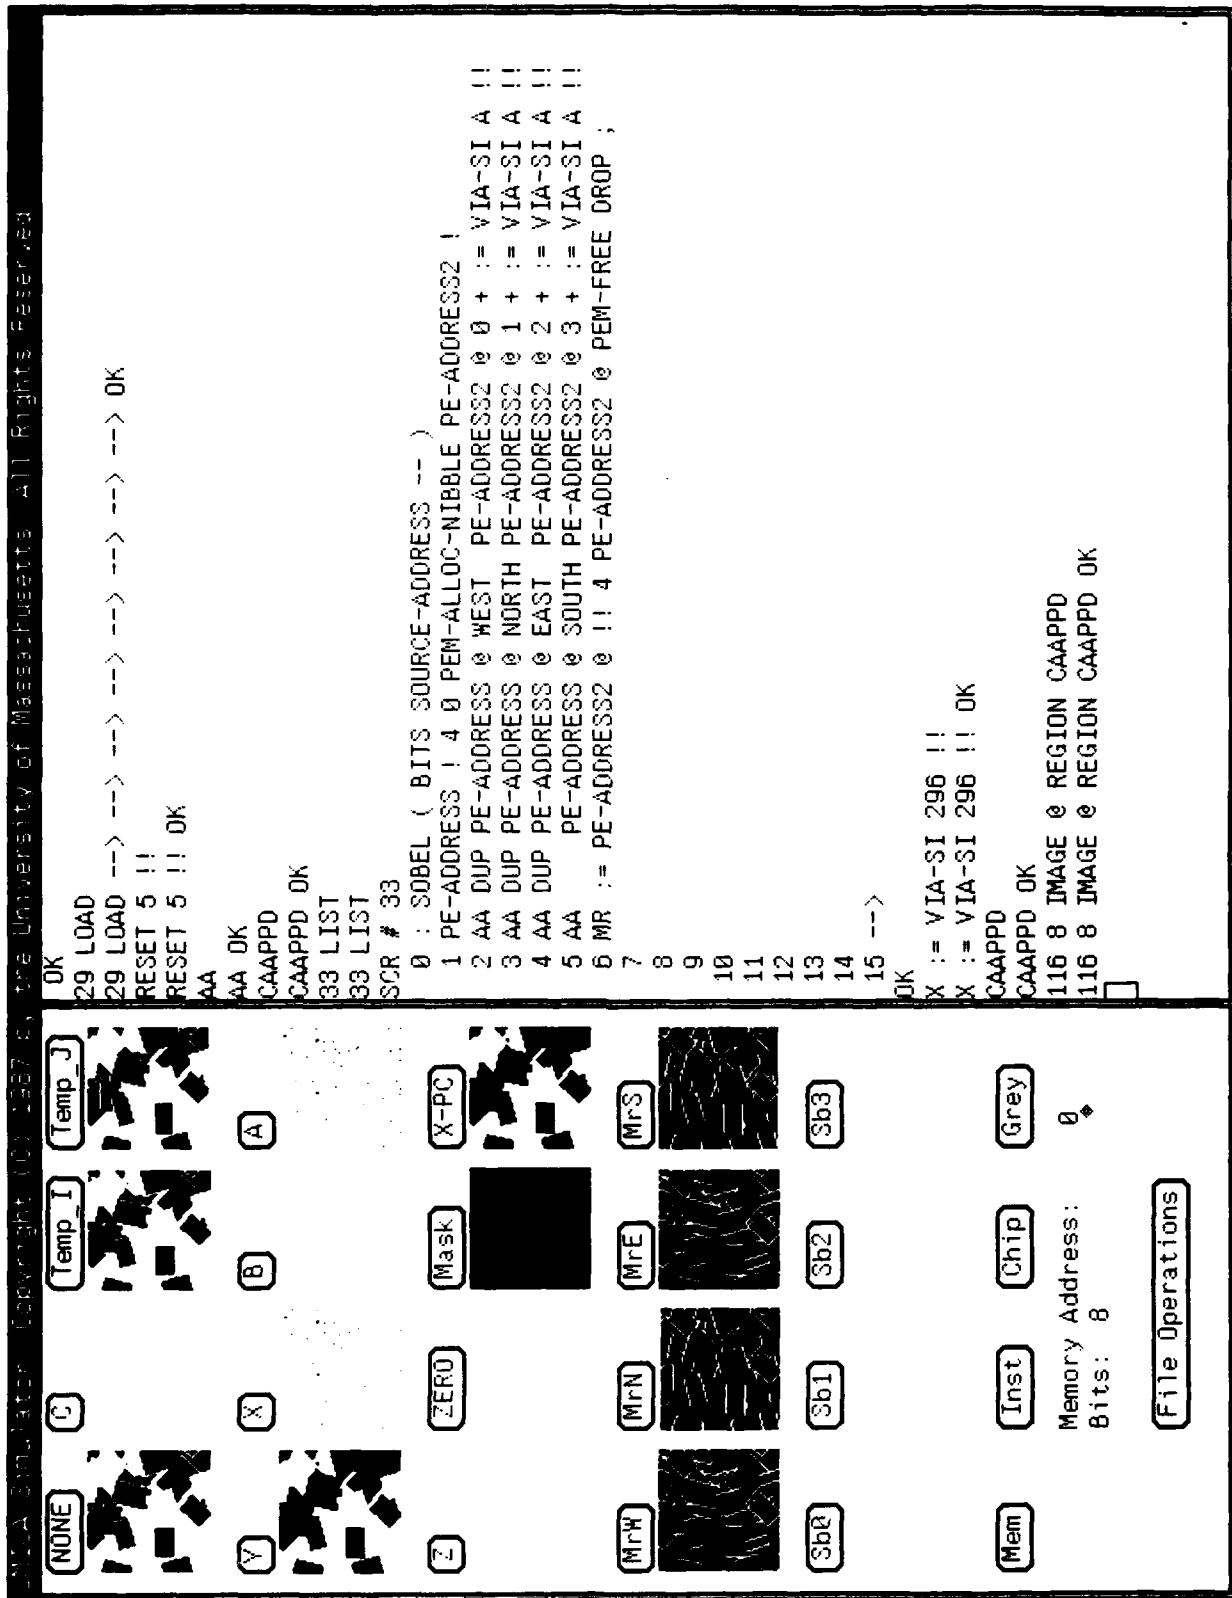 Simulator Copyright (C) 1987 the University of Massachusetts All Rights Reserved
NONE C Temp_I Temp_J
Y X B A
Z ZERO Mask X-PC
MrW MrN MrE MrS
Sb0 Sb1 Sb2 Sb3
Mem Inst Chip Grey
Memory Address: 0
Bits: 8
File Operations
OK
29 LOAD
29 LOAD --> --> --> --> --> --> --> --> OK
RESET 5 !!
RESET 5 !! OK
AA
AA OK
CAAPPD
CAAPPD OK
33 LIST
33 LIST
SCR # 33
0 : SOBEL ( BITS SOURCE-ADDRESS -- )
1 PE-ADDRESS ! 4 0 PEM-ALLOC-NIBBLE PE-ADDRESS2 !
2 AA DUP PE-ADDRESS @ WEST PE-ADDRESS2 @ 0 + := VIA-SI A !!
3 AA DUP PE-ADDRESS @ NORTH PE-ADDRESS2 @ 1 + := VIA-SI A !!
4 AA DUP PE-ADDRESS @ EAST PE-ADDRESS2 @ 2 + := VIA-SI A !!
5 AA PE-ADDRESS @ SOUTH PE-ADDRESS2 @ 3 + := VIA-SI A !!
6 MR := PE-ADDRESS2 @ !! 4 PE-ADDRESS2 @ PEM-FREE DROP ;
7
8
9
10
11
12
13
14
15 -->
OK
X := VIA-SI 296 !!
X := VIA-SI 296 !! OK
CAAPPD
CAAPPD OK
116 8 IMAGE @ REGION CAAPPD
116 8 IMAGE @ REGION CAAPPD OK